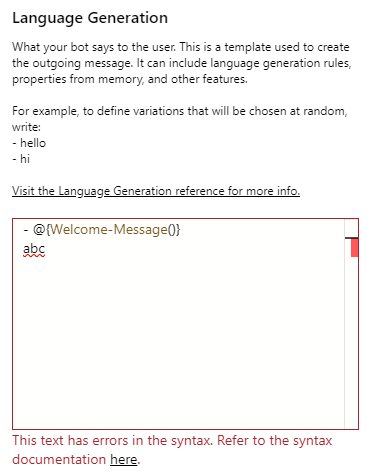 Language Generation
What your bot says to the user. This is a template used to create
the outgoing message. It can include language generation rules,
properties from memory, and other features.
For example, to define variations that will be chosen at random,
write:
- hello
- hi
Visit the Language Generation reference for more info.
- @{Welcome-Message()}
abc
This text has errors in the syntax. Refer to the syntax
documentation here.